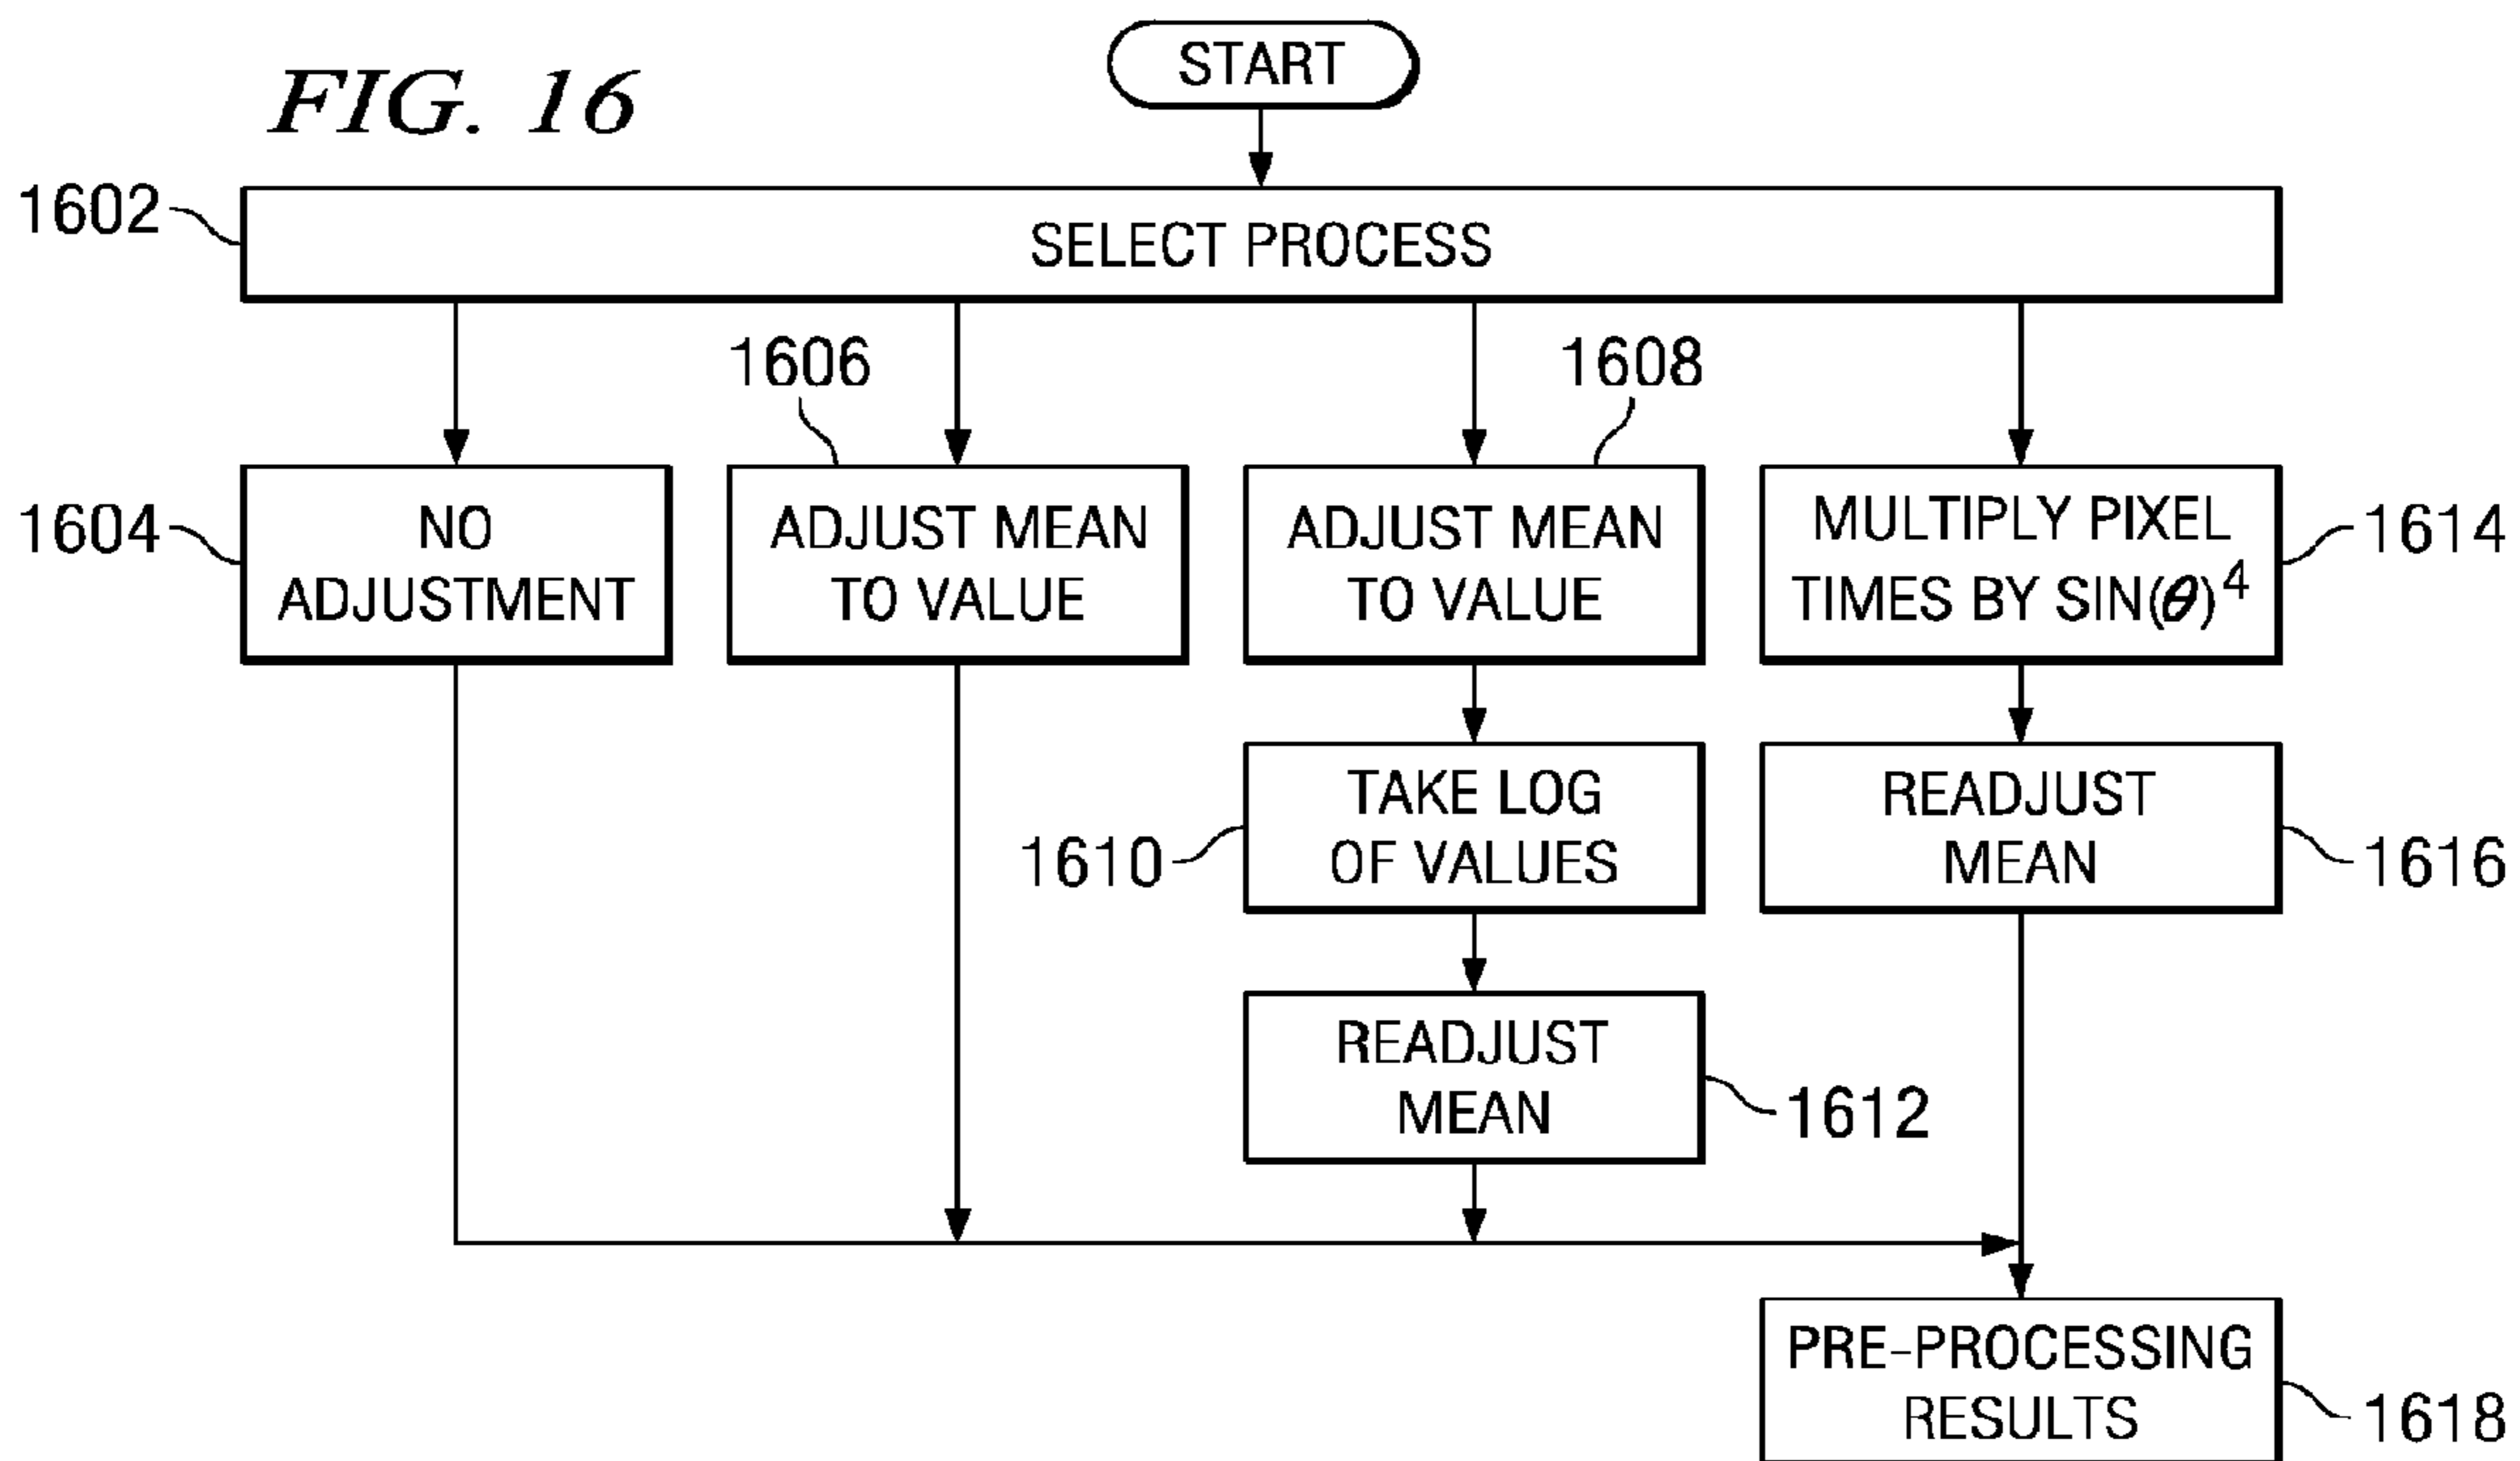 FIG. 16
START
1602
SELECT PROCESS
1606
1608
1604
NO
ADJUSTMENT
ADJUST MEAN
TO VALUE
ADJUST MEAN
TO VALUE
MULTIPLY PIXEL
TIMES BY SIN(θ)⁴
1614
1610
TAKE LOG
OF VALUES
READJUST
MEAN
1616
READJUST
MEAN
1612
PRE-PROCESSING
RESULTS
1618